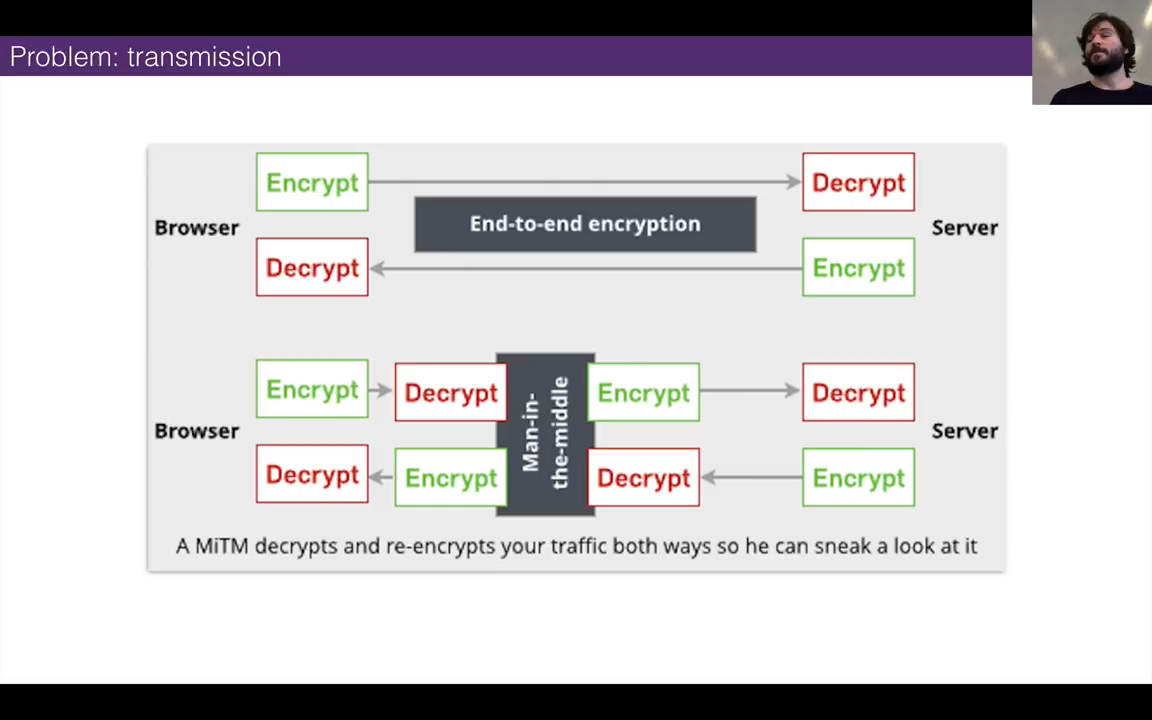 Problem: transmission
Encrypt
Decrypt
End-to-end encryption
Browser
Server
Decrypt
Encrypt
Encrypt
Decrypt
Encrypt
Decrypt
Man-in-
the-middle
Browser
Server
Decrypt
Encrypt
Decrypt
Encrypt
A MiTM decrypts and re-encrypts your traffic both ways so he can sneak a look at it